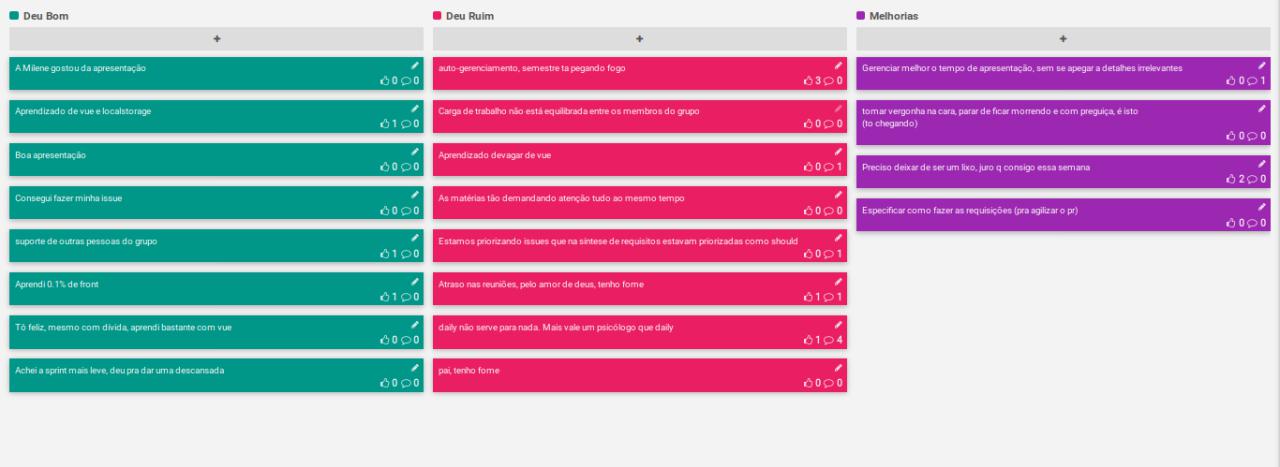 Deu Bom
+
A Milene gostou da apresentação
0 0
Aprendizado de vue e localstorage
1 0
Boa apresentação
0 0
Consegui fazer minha issue
0 0
suporte de outras pessoas do grupo
1 0
Aprendi 0.1% de front
1 0
Tô feliz, mesmo com dívida, aprendi bastante com vue
0 0
Achei a sprint mais leve, deu pra dar uma descansada
0 0
Deu Ruim
+
auto-gerenciamento, semestre ta pegando fogo
3 0
Carga de trabalho não está equilibrada entre os membros do grupo
0 0
Aprendizado devagar de vue
0 1
As matérias tão demandando atenção tudo ao mesmo tempo
0 0
Estamos priorizando issues que na síntese de requisitos estavam priorizadas como should
0 1
Atraso nas reuniões, pelo amor de deus, tenho fome
1 1
daily não serve para nada. Mais vale um psicólogo que daily
1 4
pai, tenho fome
0 0
Melhorias
+
Gerenciar melhor o tempo de apresentação, sem se apegar a detalhes irrelevantes
0 1
tomar vergonha na cara, parar de ficar morrendo e com preguiça, é isto
(to chegando)
0 0
Preciso deixar de ser um lixo, juro q consigo essa semana
2 0
Especificar como fazer as requisições (pra agilizar o pr)
0 0